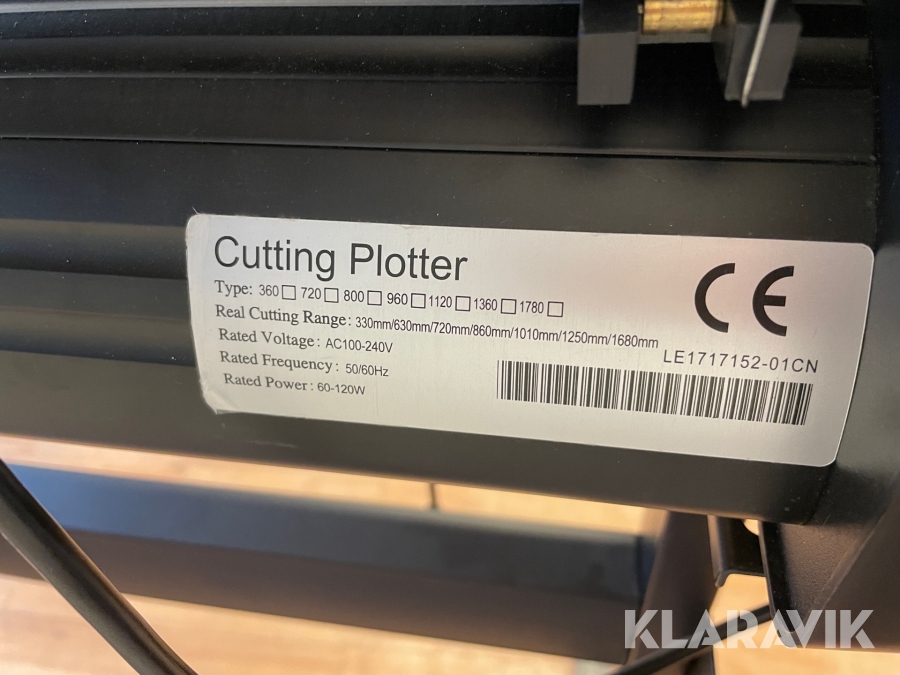 Cutting Plotter
Type: 360☐ 720☐ 800☐ 960☐ 1120☐ 1360☐ 1780☐
Real Cutting Range: 330mm/630mm/720mm/860mm/1010mm/1250mm/1680mm
Rated Voltage: AC100-240V
Rated Frequency: 50/60Hz
Rated Power: 60-120W
CE
LE1717152-01CN
KLARAVIK